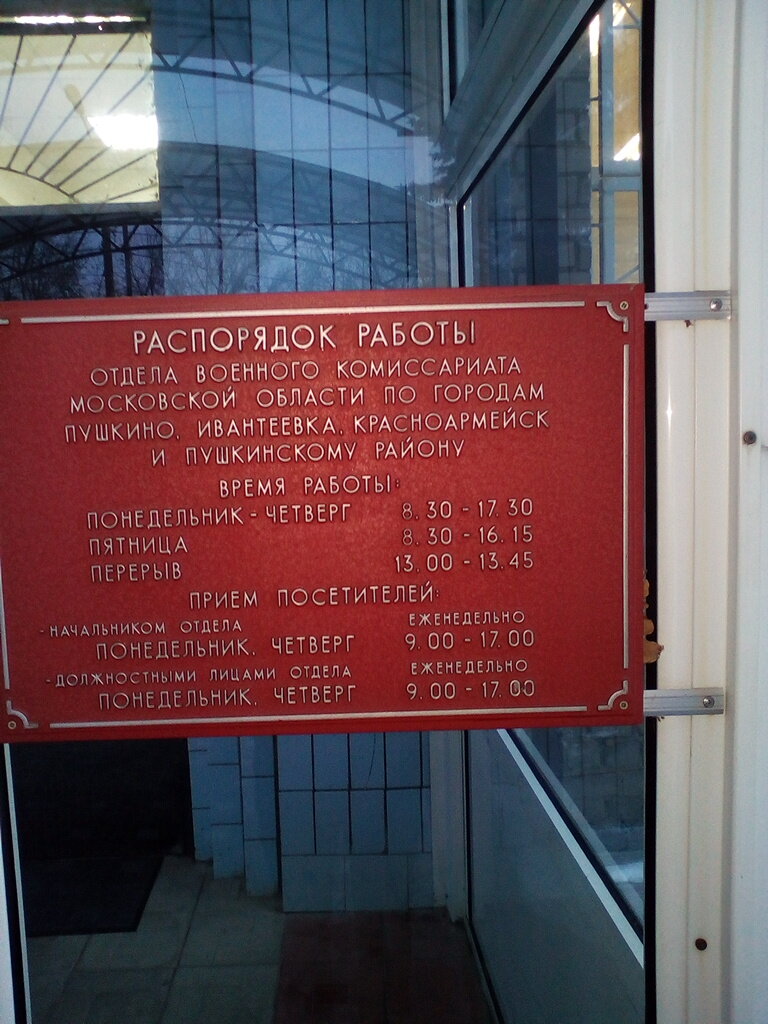 РАСПОРЯДОК РАБОТЫ
ОТДЕЛА ВОЕННОГО КОМИССАРИАТА
МОСКОВСКОЙ ОБЛАСТИ ПО ГОРОДАМ
ПУШКИНО, ИВАНТЕЕВКА, КРАСНОАРМЕЙСК
И ПУШКИНСКОМУ РАЙОНУ
ВРЕМЯ РАБОТЫ:
ПОНЕДЕЛЬНИК - ЧЕТВЕРГ 8.30 - 17.30
ПЯТНИЦА 8.30 - 16.15
ПЕРЕРЫВ 13.00 - 13.45
ПРИЕМ ПОСЕТИТЕЛЕЙ:
- НАЧАЛЬНИКОМ ОТДЕЛА ЕЖЕНЕДЕЛЬНО
ПОНЕДЕЛЬНИК, ЧЕТВЕРГ 9.00 - 17.00
- ДОЛЖНОСТНЫМИ ЛИЦАМИ ОТДЕЛА ЕЖЕНЕДЕЛЬНО
ПОНЕДЕЛЬНИК, ЧЕТВЕРГ 9.00 - 17.00